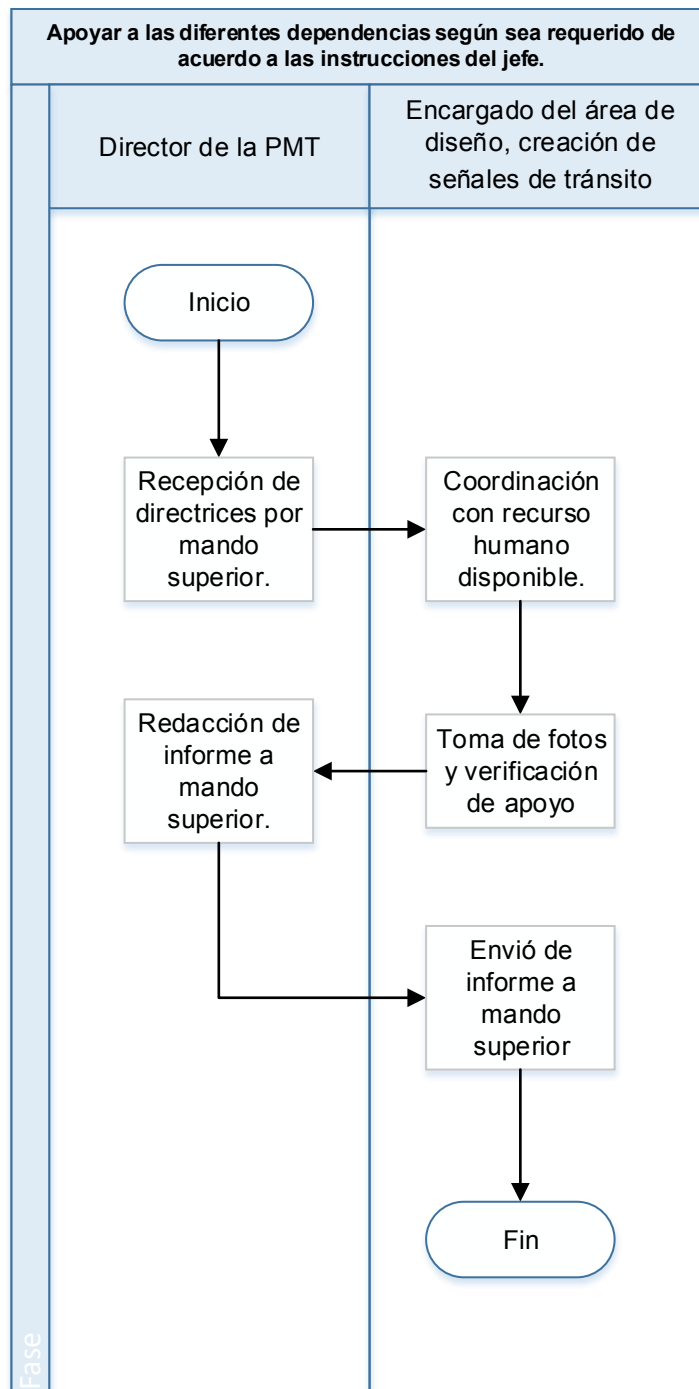 Apoyar a las diferentes dependencias según sea requerido de
acuerdo a las instrucciones del jefe.
Director de la PMT
Encargado del área de
diseño, creación de
señales de tránsito
Inicio
Recepción de
directrices por
mando
superior.
Coordinación
con recurso
humano
disponible.
Toma de fotos
y verificación
de apoyo
Redacción de
informe a
mando
superior.
Envió de
informe a
mando
superior
Fin
Fase